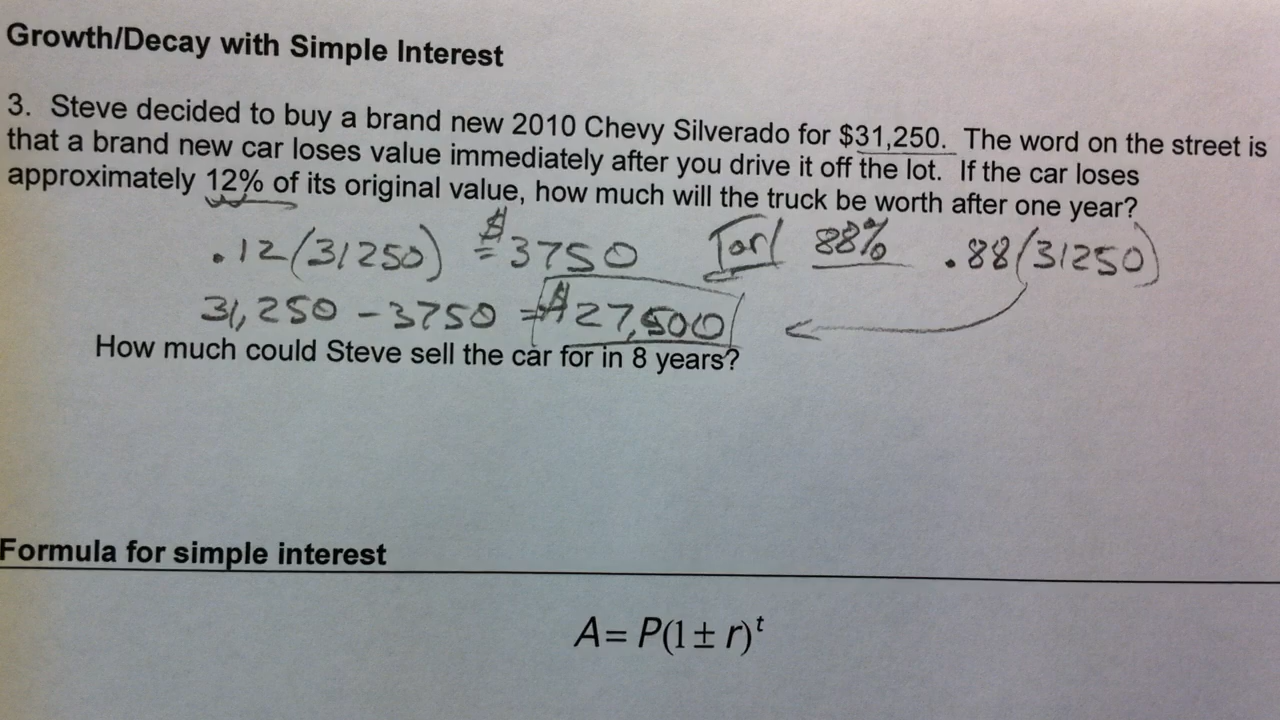 Growth/Decay with Simple Interest
3. Steve decided to buy a brand new 2010 Chevy Silverado for $31,250. The word on the street is
that a brand new car loses value immediately after you drive it off the lot. If the car loses
approximately 12% of its original value, how much will the truck be worth after one year?
.12(31250) = $3750 [or] 88% .88(31250)
31,250 - 3750 = $27,500
How much could Steve sell the car for in 8 years?
Formula for simple interest
A= P(1± r)ᵗ